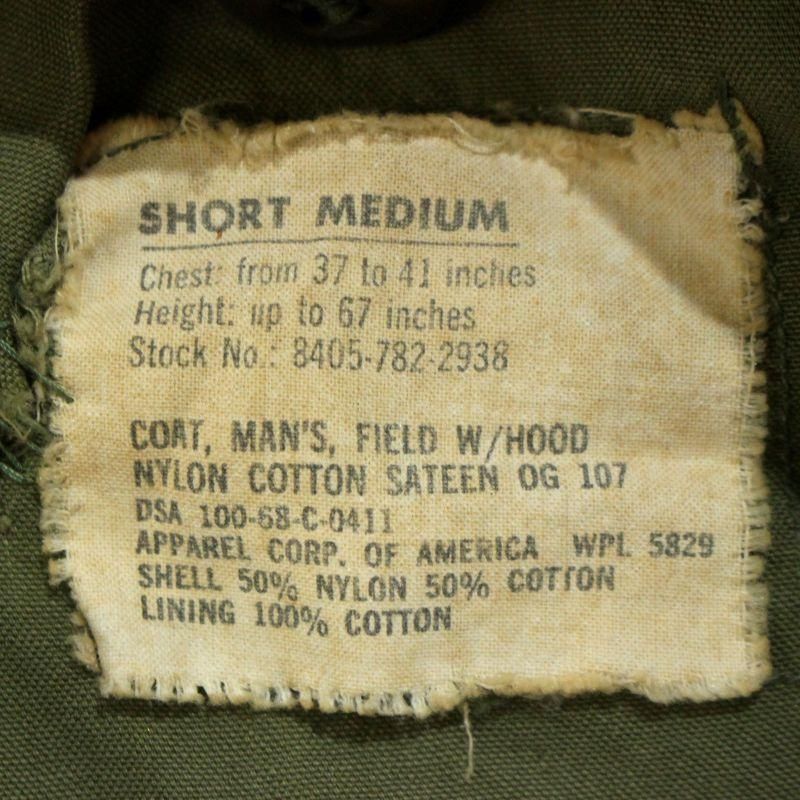 SHORT MEDIUM
Chest: from 37 to 41 inches
Height: up to 67 inches
Stock No.: 8405-782-2938
COAT, MAN'S, FIELD W/HOOD
NYLON COTTON SATEEN OG 107
DSA 100-68-C-0411
APPAREL CORP. OF AMERICA WPL 5829
SHELL 50% NYLON 50% COTTON
LINING 100% COTTON